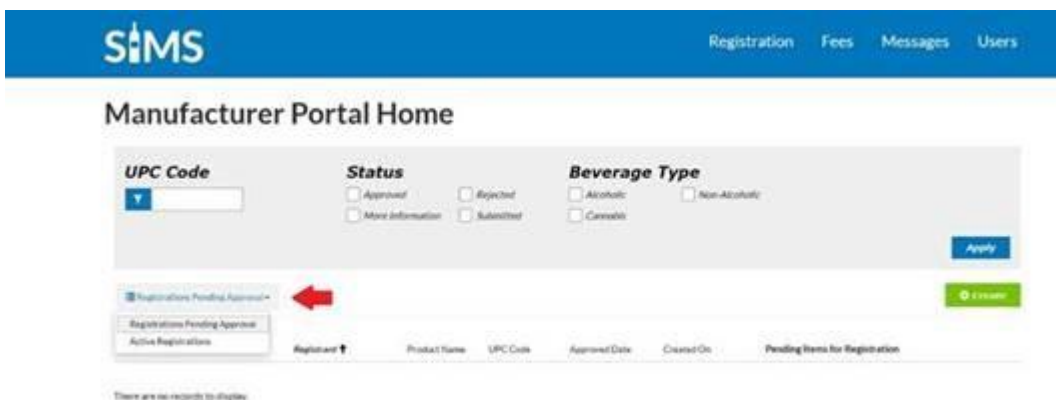 SiMS
Registration Fees Messages Users
Manufacturer Portal Home
UPC Code Status Beverage Type
Approved Rejected Alcoholic Non-Alcoholic
More Information Submitted Cannabis
Apply
Registrations Pending Approval
Create
Registrations Pending Approval
Active Registrations
Registrant Product Name UPC Code Approved Date Created On Pending Items for Registration
There are no records to display.